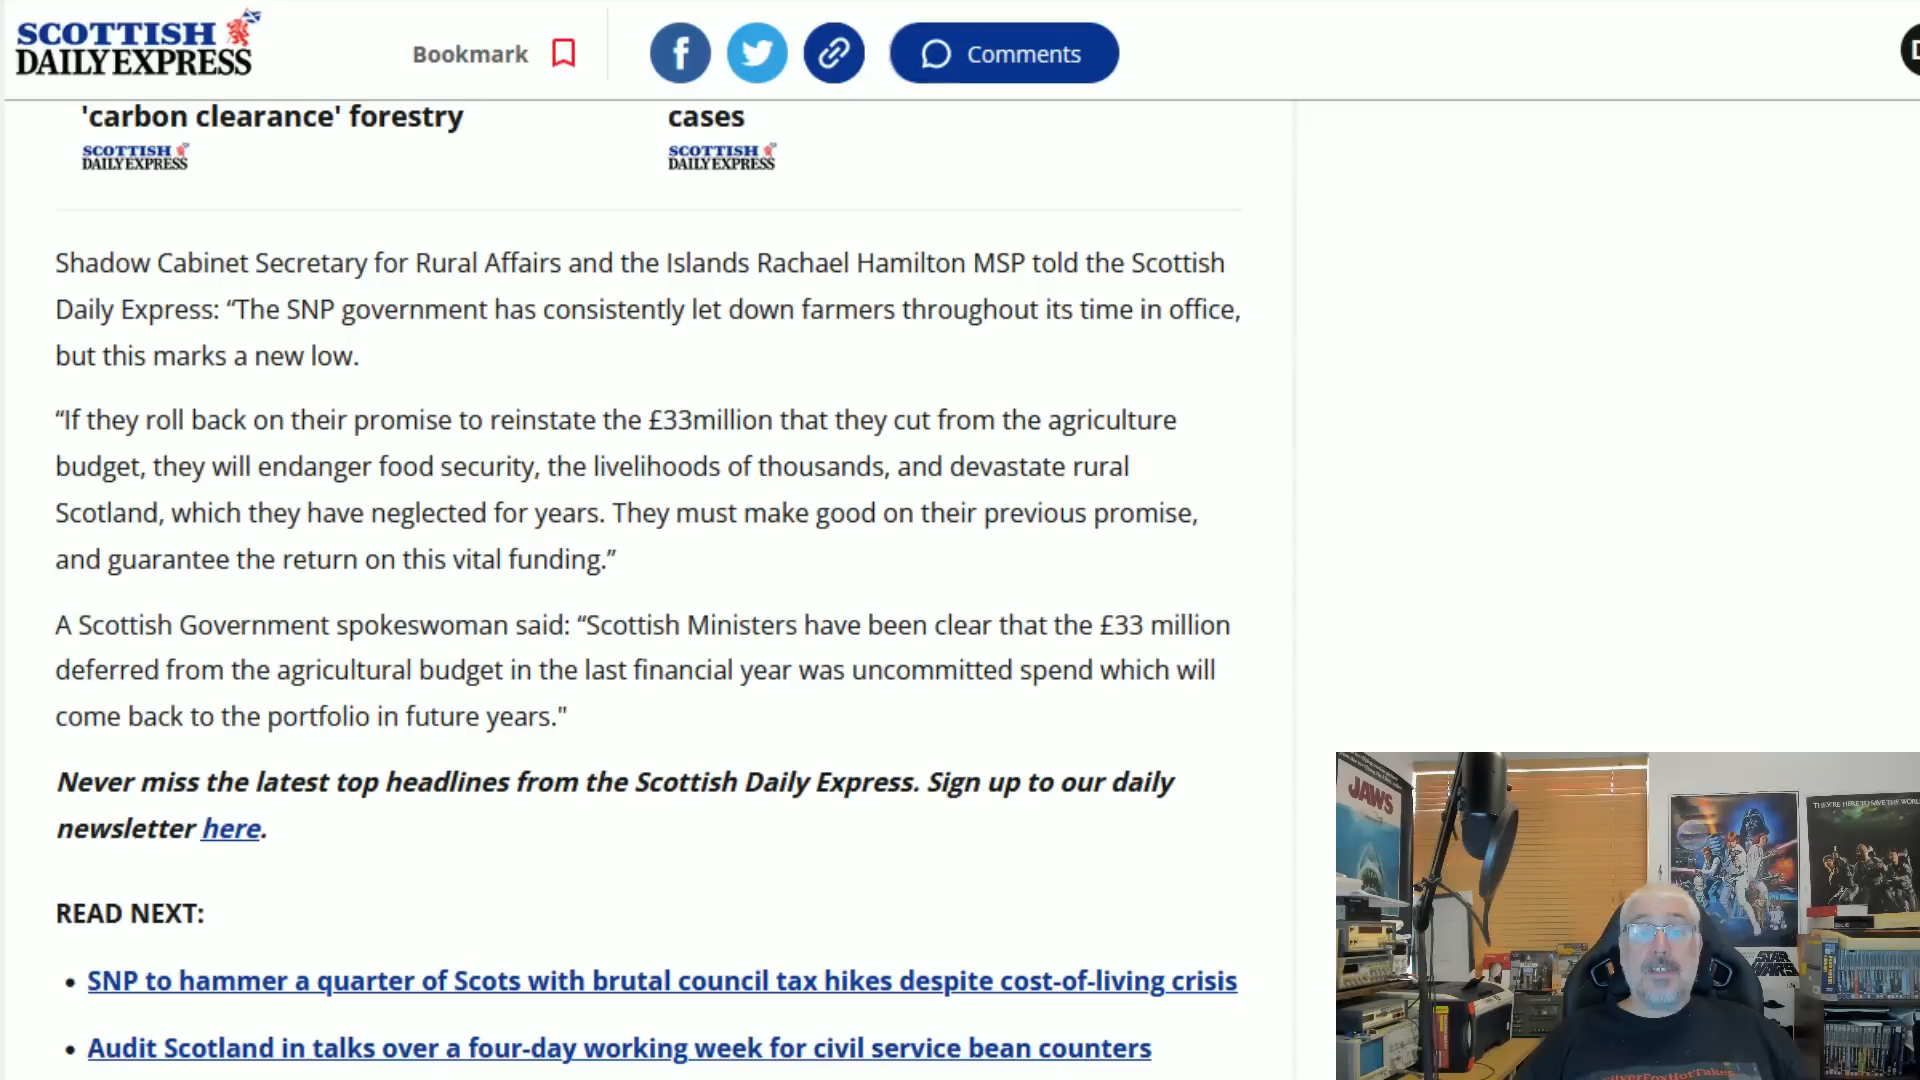 SCOTTISH
DAILY EXPRESS
Bookmark
Comments
'carbon clearance' forestry
cases
SCOTTISH
DAILY EXPRESS
SCOTTISH
DAILY EXPRESS
Shadow Cabinet Secretary for Rural Affairs and the Islands Rachael Hamilton MSP told the Scottish
Daily Express: “The SNP government has consistently let down farmers throughout its time in office,
but this marks a new low.
“If they roll back on their promise to reinstate the £33million that they cut from the agriculture
budget, they will endanger food security, the livelihoods of thousands, and devastate rural
Scotland, which they have neglected for years. They must make good on their previous promise,
and guarantee the return on this vital funding.”
A Scottish Government spokeswoman said: “Scottish Ministers have been clear that the £33 million
deferred from the agricultural budget in the last financial year was uncommitted spend which will
come back to the portfolio in future years."
Never miss the latest top headlines from the Scottish Daily Express. Sign up to our daily
newsletter here.
READ NEXT:
• SNP to hammer a quarter of Scots with brutal council tax hikes despite cost-of-living crisis
• Audit Scotland in talks over a four-day working week for civil service bean counters
JAWS
THEY'RE HERE TO SAVE THE WORLD
STAR
WARS
SilverFoxHotTakes